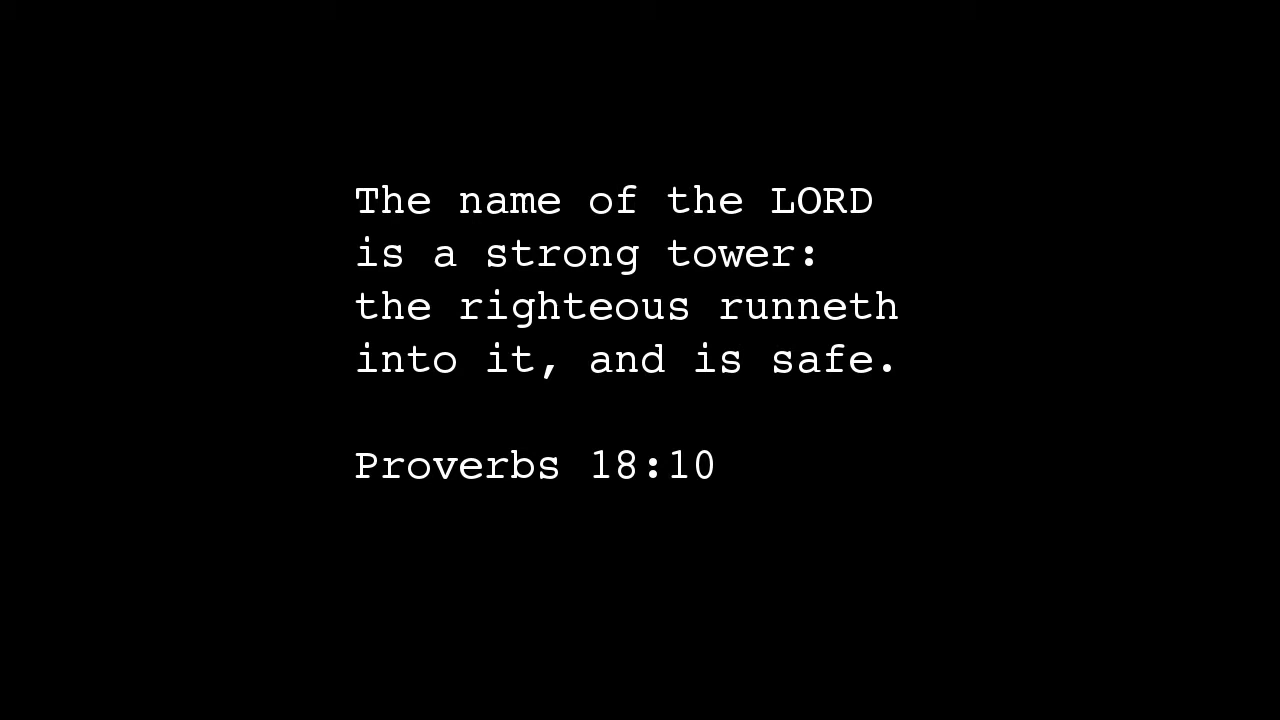 The name of the LORD
is a strong tower:
the righteous runneth
into it, and is safe.
Proverbs 18:10